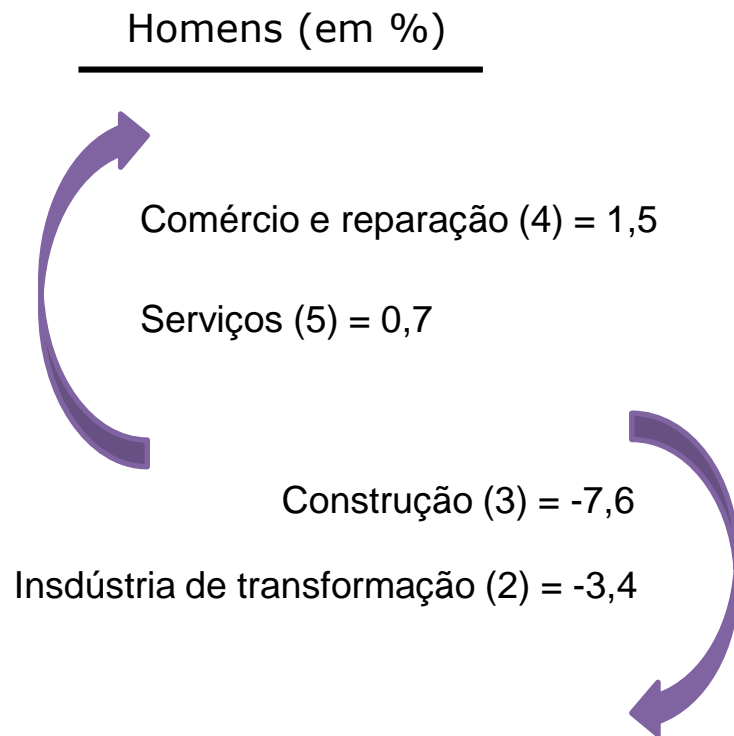 Homens (em %)
Comércio e reparação (4) = 1,5
Serviços (5) = 0,7
Construção (3) = -7,6
Insdústria de transformação (2) = -3,4